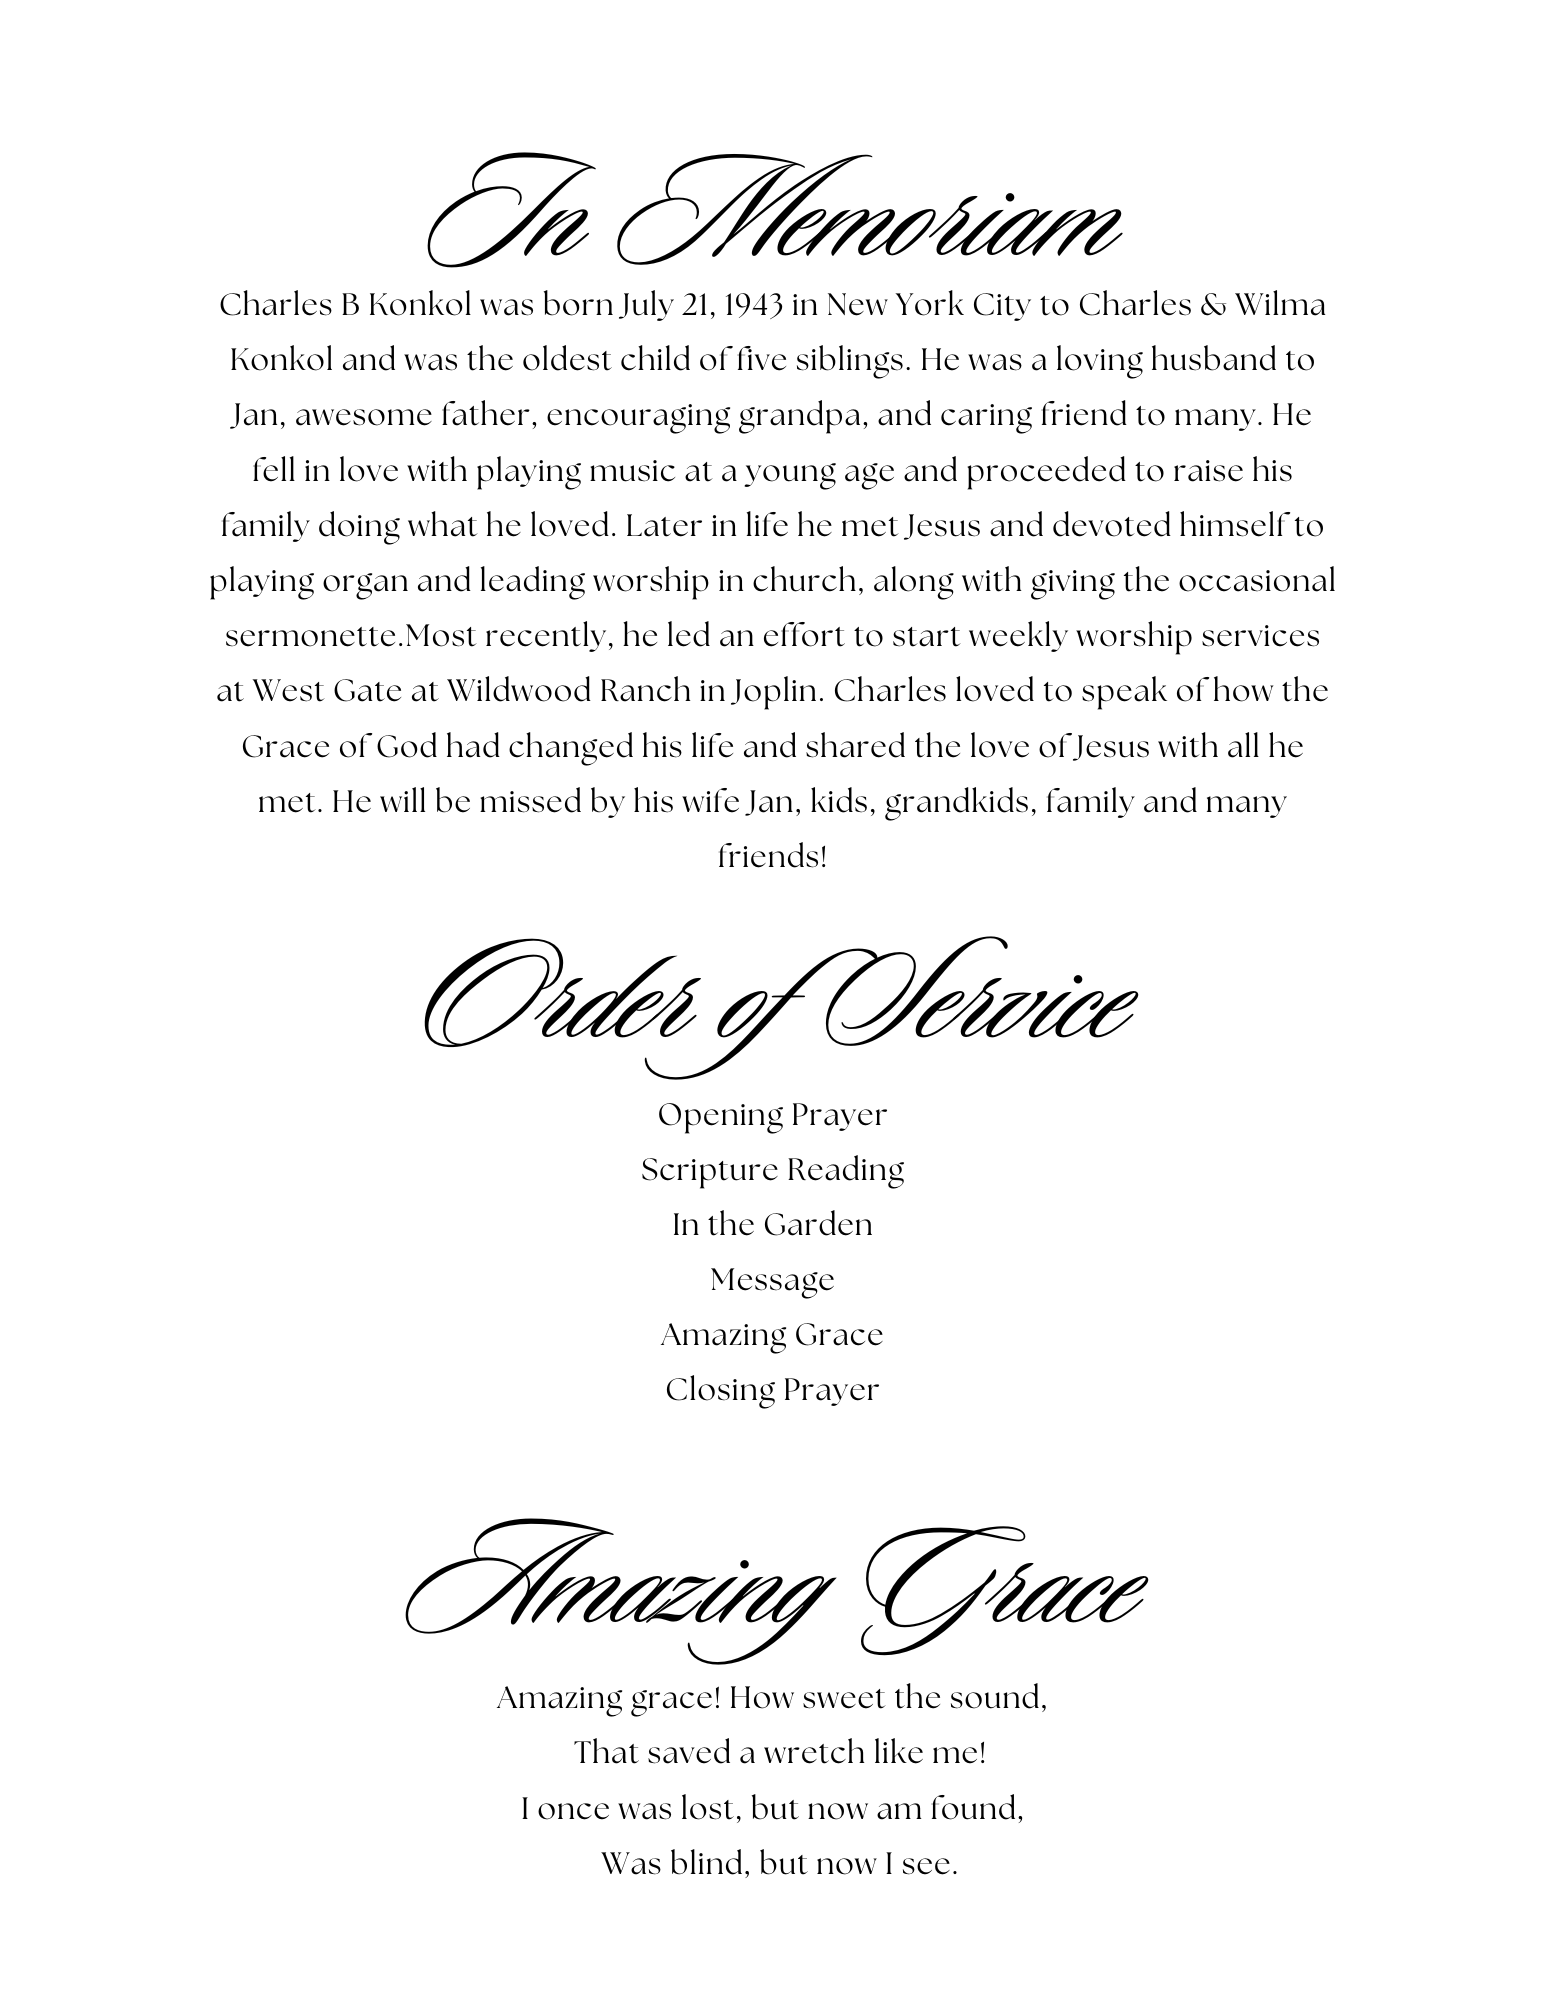 In Memoriam
Charles B Konkol was born July 21, 1943 in New York City to Charles & Wilma
Konkol and was the oldest child of five siblings. He was a loving husband to
Jan, awesome father, encouraging grandpa, and caring friend to many. He
fell in love with playing music at a young age and proceeded to raise his
family doing what he loved. Later in life he met Jesus and devoted himself to
playing organ and leading worship in church, along with giving the occasional
sermonette.Most recently, he led an effort to start weekly worship services
at West Gate at Wildwood Ranch in Joplin. Charles loved to speak of how the
Grace of God had changed his life and shared the love of Jesus with all he
met. He will be missed by his wife Jan, kids, grandkids, family and many
friends!
Order of Service
Opening Prayer
Scripture Reading
In the Garden
Message
Amazing Grace
Closing Prayer
Amazing Grace
Amazing grace! How sweet the sound,
That saved a wretch like me!
I once was lost, but now am found,
Was blind, but now I see.